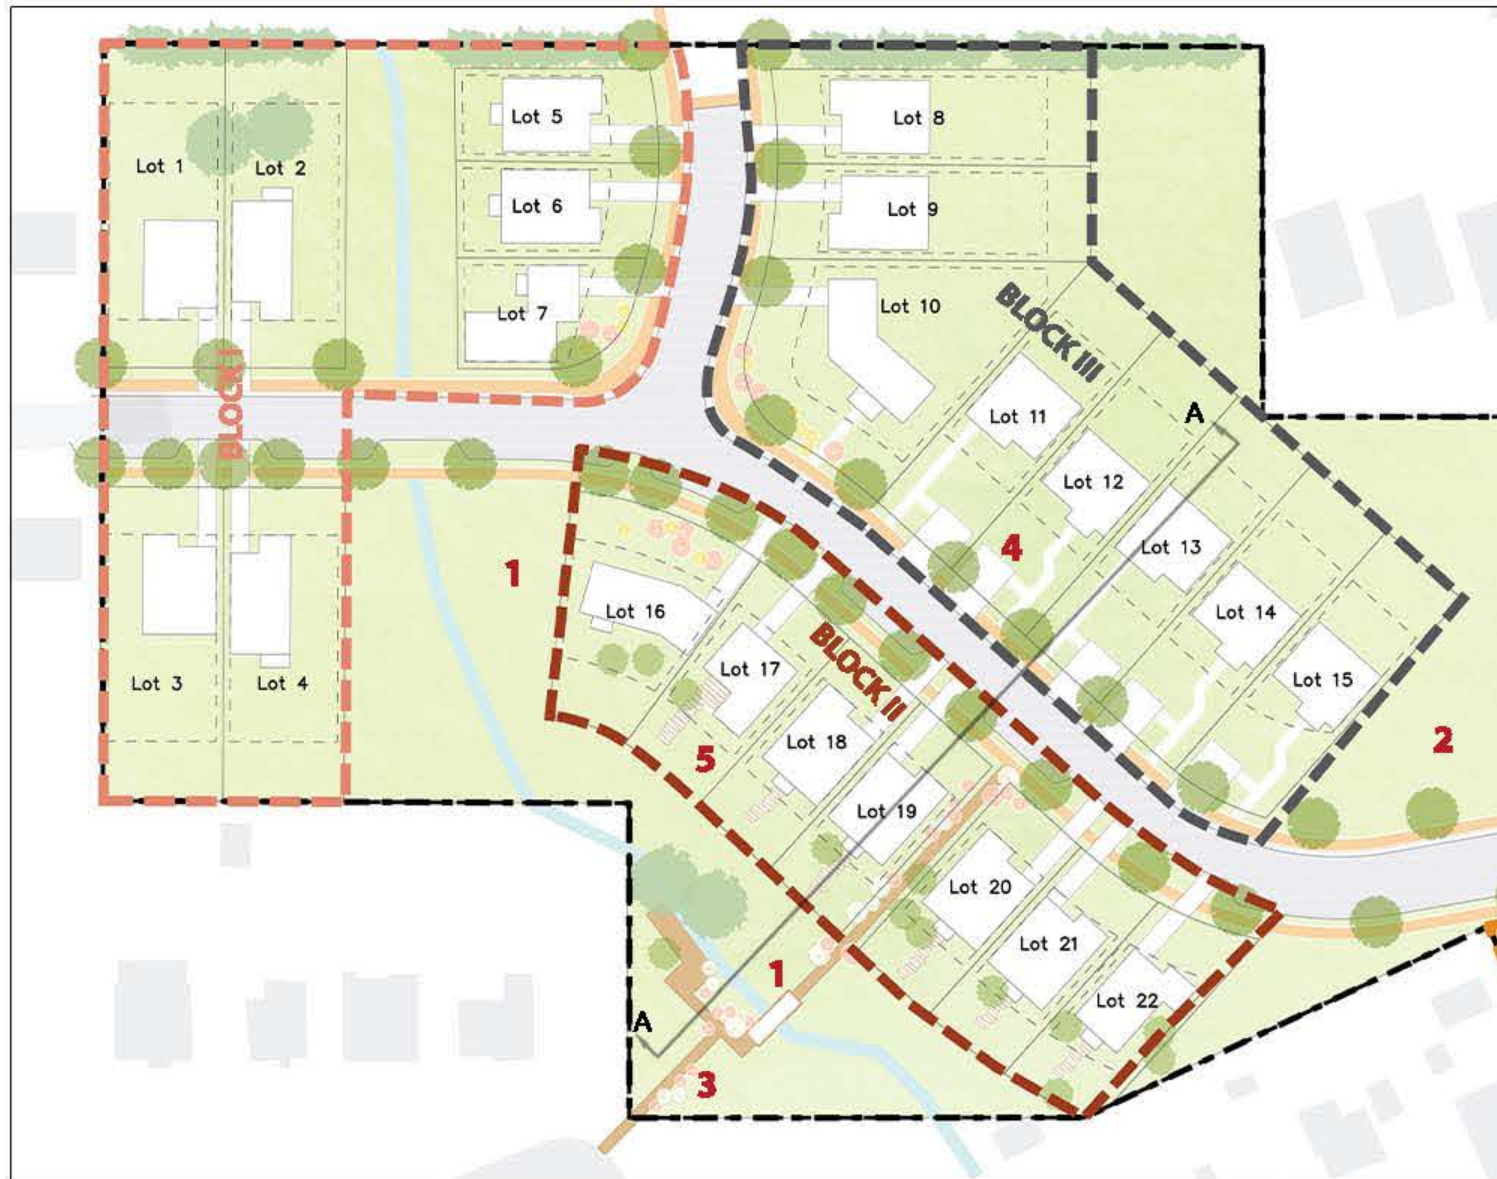 Lot 5
Lot 8
Lot 1
Lot 2
Lot 6
Lot 9
Lot 7
Lot 10
BLOCK III
BLOCK I
Lot 11
A
Lot 12
Lot 13
4
1
Lot 16
Lot 14
BLOCK II
Lot 17
Lot 15
Lot 3
Lot 4
Lot 18
2
5
Lot 19
Lot 20
Lot 21
1
Lot 22
A
3